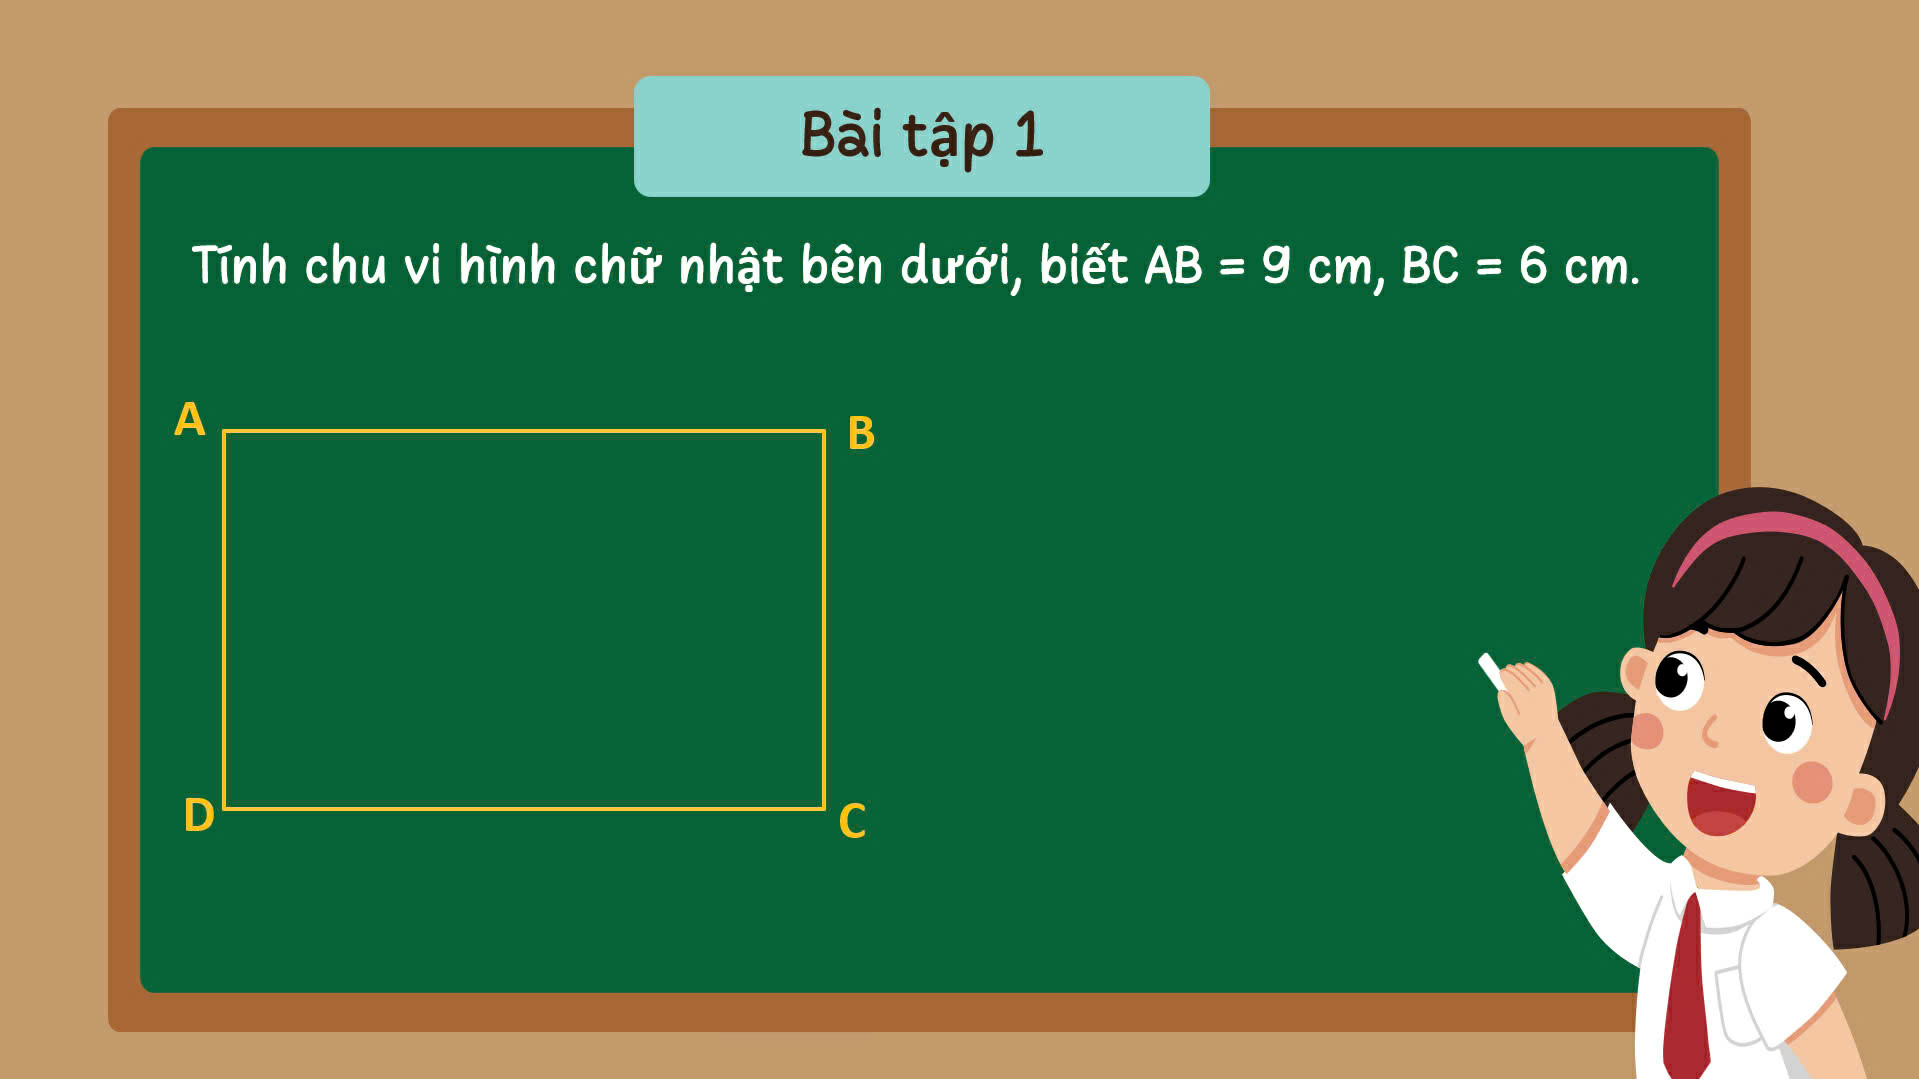 Bài tập 1
Tính chu vi hình chữ nhật bên dưới, biết AB = 9 cm, BC = 6 cm.
A
B
D
C